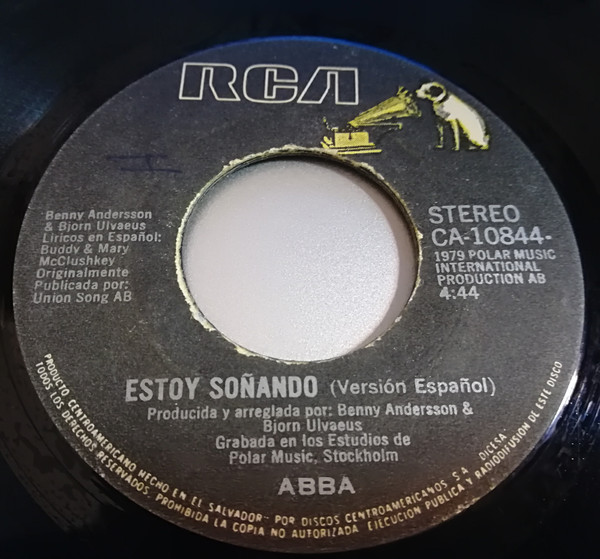 RCA
Benny Andersson
& Bjorn Ulvaeus
Liricos en Español:
Buddy & Mary
McClushkey
Originalmente
Publicada por:
Union Song AB
STEREO
CA-10844-
1979 POLAR MUSIC
INTERNATIONAL
PRODUCTION AB
4:44
ESTOY SOÑANDO (Versión Español)
Producida y arreglada por: Benny Andersson &
Bjorn Ulvaeus
Grabada en los Estudios de
Polar Music, Stockholm
ABBA
PRODUCTO CENTROAMERICANO HECHO EN EL SALVADOR- POR DISCOS CENTROAMERICANOS S A DICESA
TODOS LOS DERECHOS RESERVADOS. PROHIBIDA LA COPIA NO AUTORIZADA. EJECUCION PUBLICA Y RADIODIFUSION DE ESTE DISCO